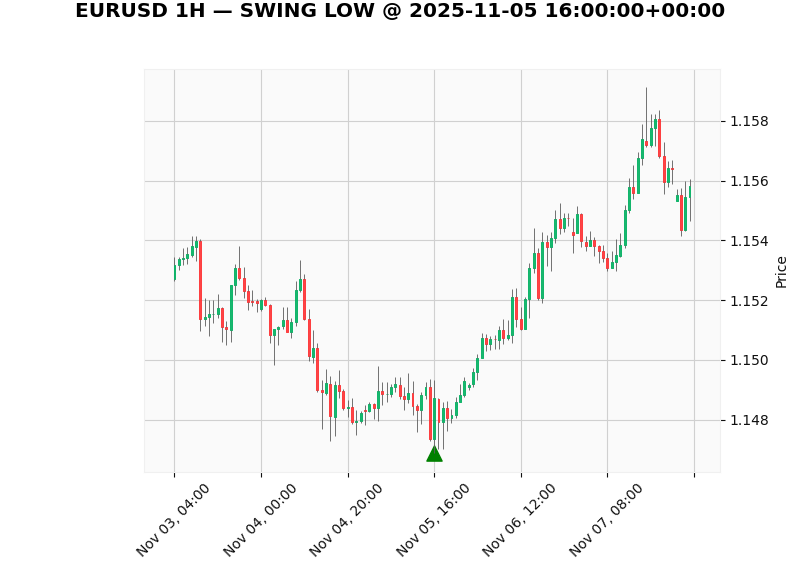 EURUSD 1H — SWING LOW @ 2025-11-05 16:00:00+00:00
1.158
1.156
1.154
1.152
1.150
1.148
Price
Nov 03, 04:00
Nov 04, 00:00
Nov 04, 20:00
Nov 05, 16:00
Nov 06, 12:00
Nov 07, 08:00